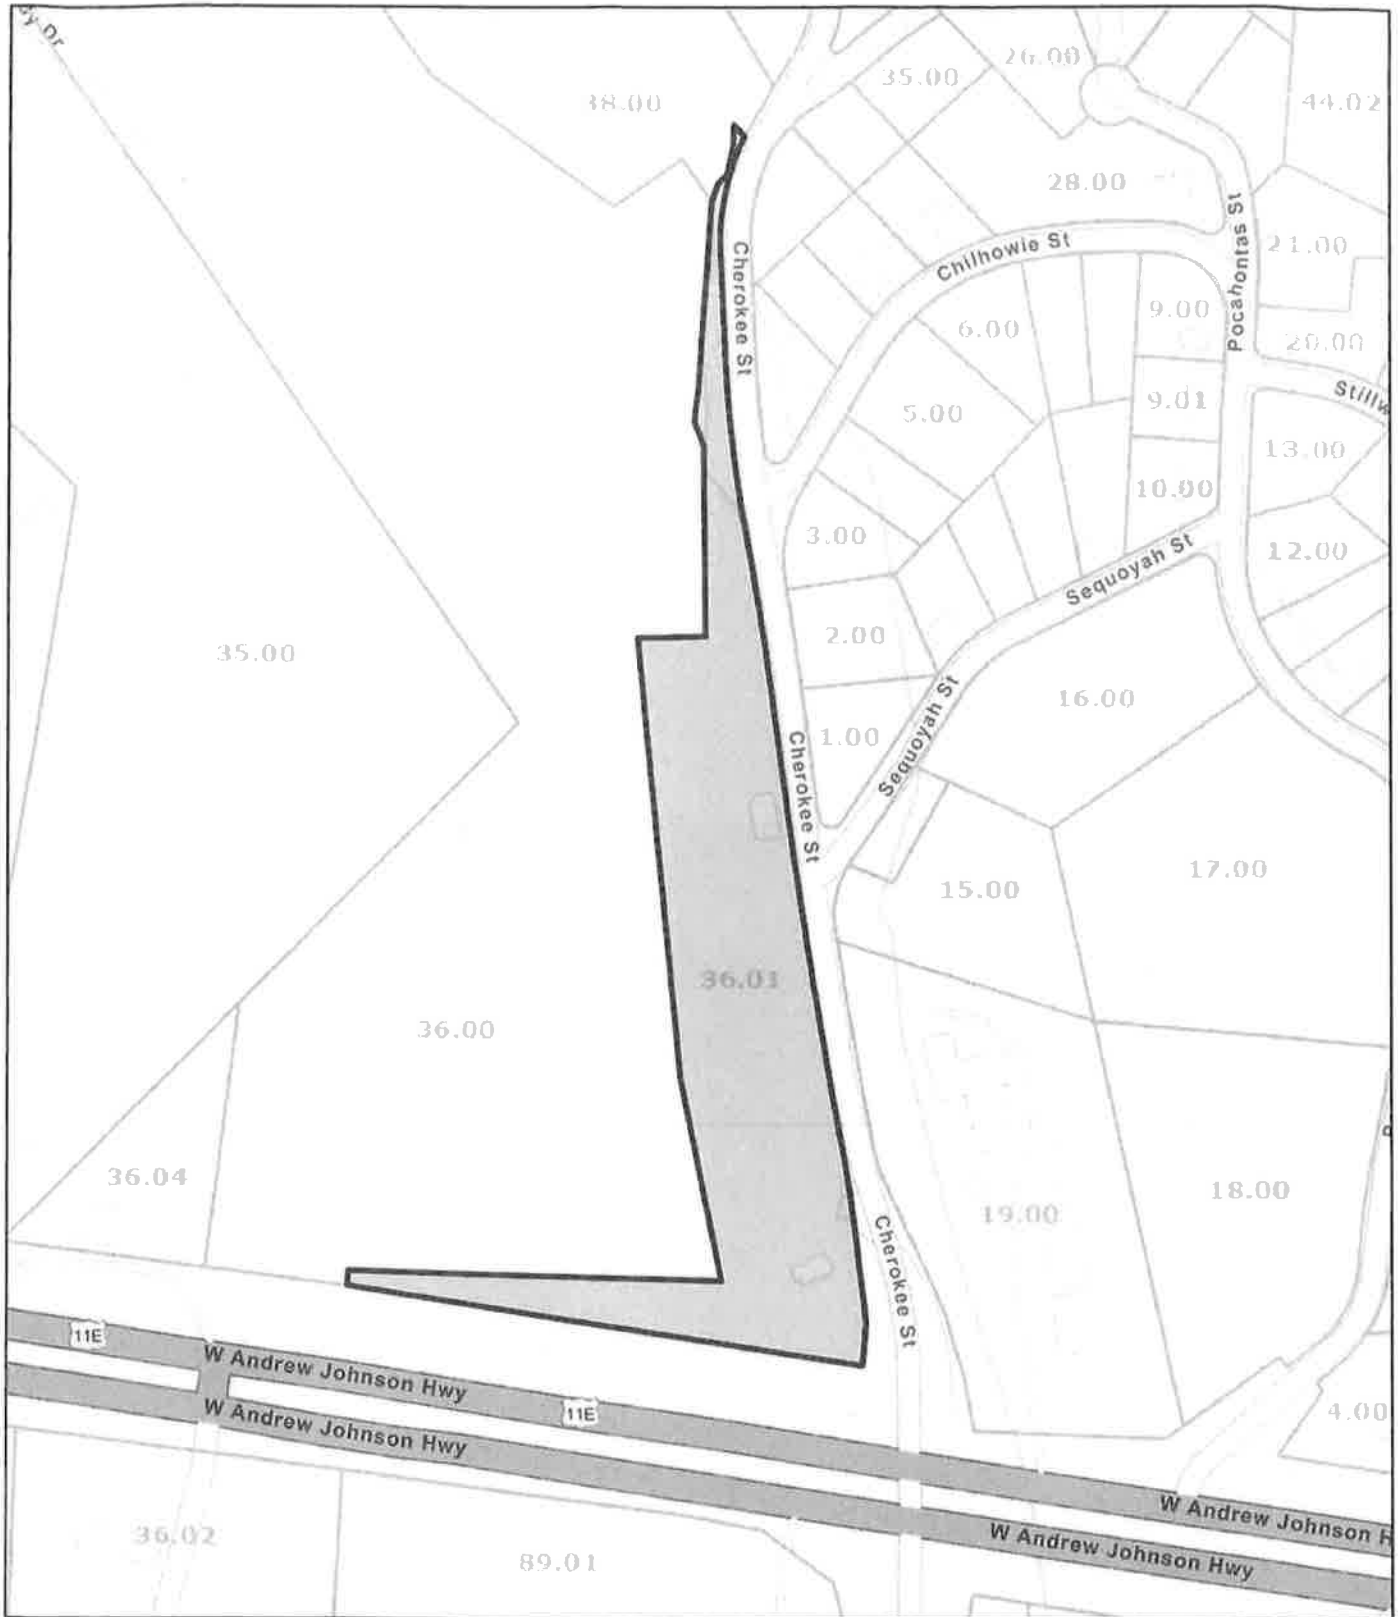 26.00
35.00
38.00
44.02
28.00
Pocahontas St
21.00
Chilhowie St
Cherokee St
9.00
6.00
20.00
Stillw
9.01
5.00
13.00
10.00
3.00
Sequoyah St
12.00
2.00
35.00
16.00
Sequoyah St
1.00
Cherokee St
17.00
15.00
36.01
36.00
36.04
18.00
19.00
Cherokee St
11E
W Andrew Johnson Hwy
11E
W Andrew Johnson Hwy
4.00
W Andrew Johnson H
W Andrew Johnson Hwy
36.02
89.01